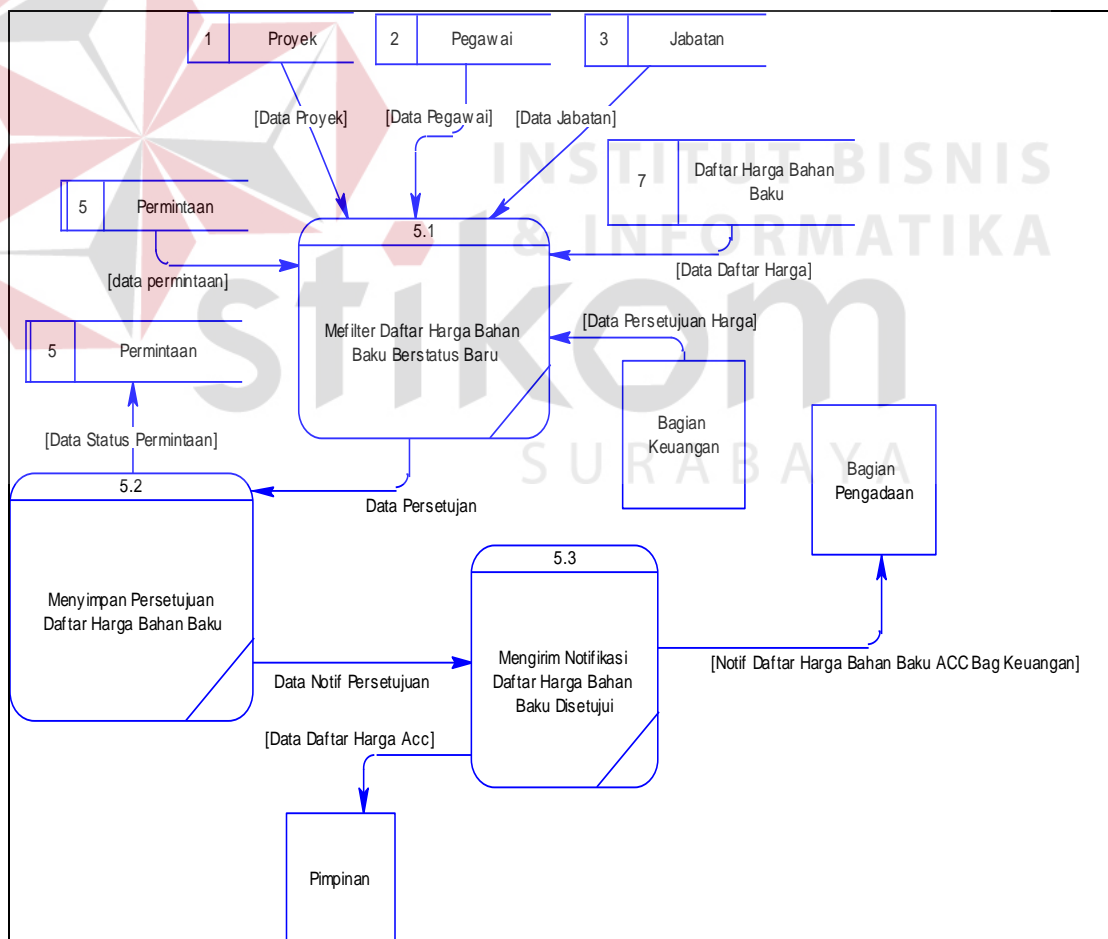 1 Proyek
2 Pegawai
3 Jabatan
[Data Proyek]
[Data Pegawai]
[Data Jabatan]
INSTITUT BISNIS
& INFORMATIKA
stikom
SURABAYA
7 Daftar Harga Bahan
Baku
5 Permintaan
[data permintaan]
5.1
Mefilter Daftar Harga Bahan
Baku Berstatus Baru
[Data Daftar Harga]
[Data Persetujuan Harga]
5 Permintaan
[Data Status Permintaan]
Bagian
Keuangan
Bagian
Pengadaan
5.2
Menyimpan Persetujuan
Daftar Harga Bahan Baku
Data Persetujan
5.3
Mengirim Notifikasi
Daftar Harga Bahan
Baku Disetujui
Data Notif Persetujuan
[Notif Daftar Harga Bahan Baku ACC Bag Keuangan]
[Data Daftar Harga Acc]
Pimpinan